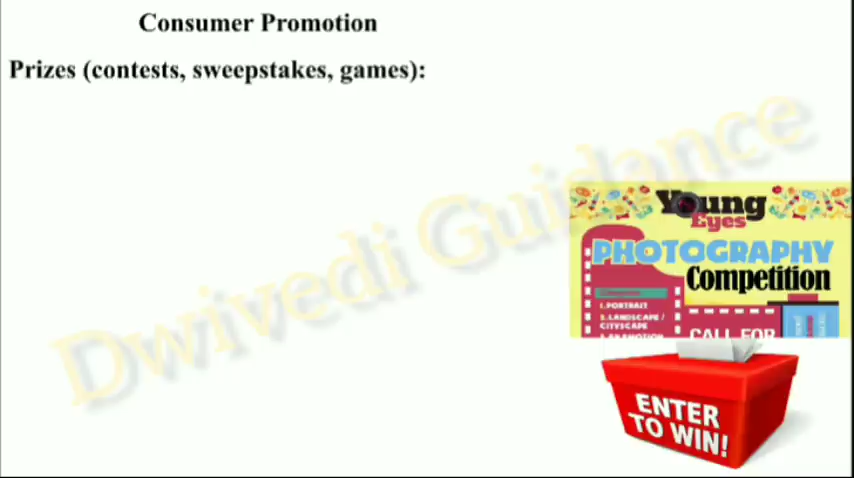 Consumer Promotion
Prizes (contests, sweepstakes, games):
Dwivedi Guidance
Young
Eyes
PHOTOGRAPHY
Competition
1.PORTRAIT
2.LANDSCAPE /
CITYSCAPE
CALL FOR
ENTER
TO WIN!